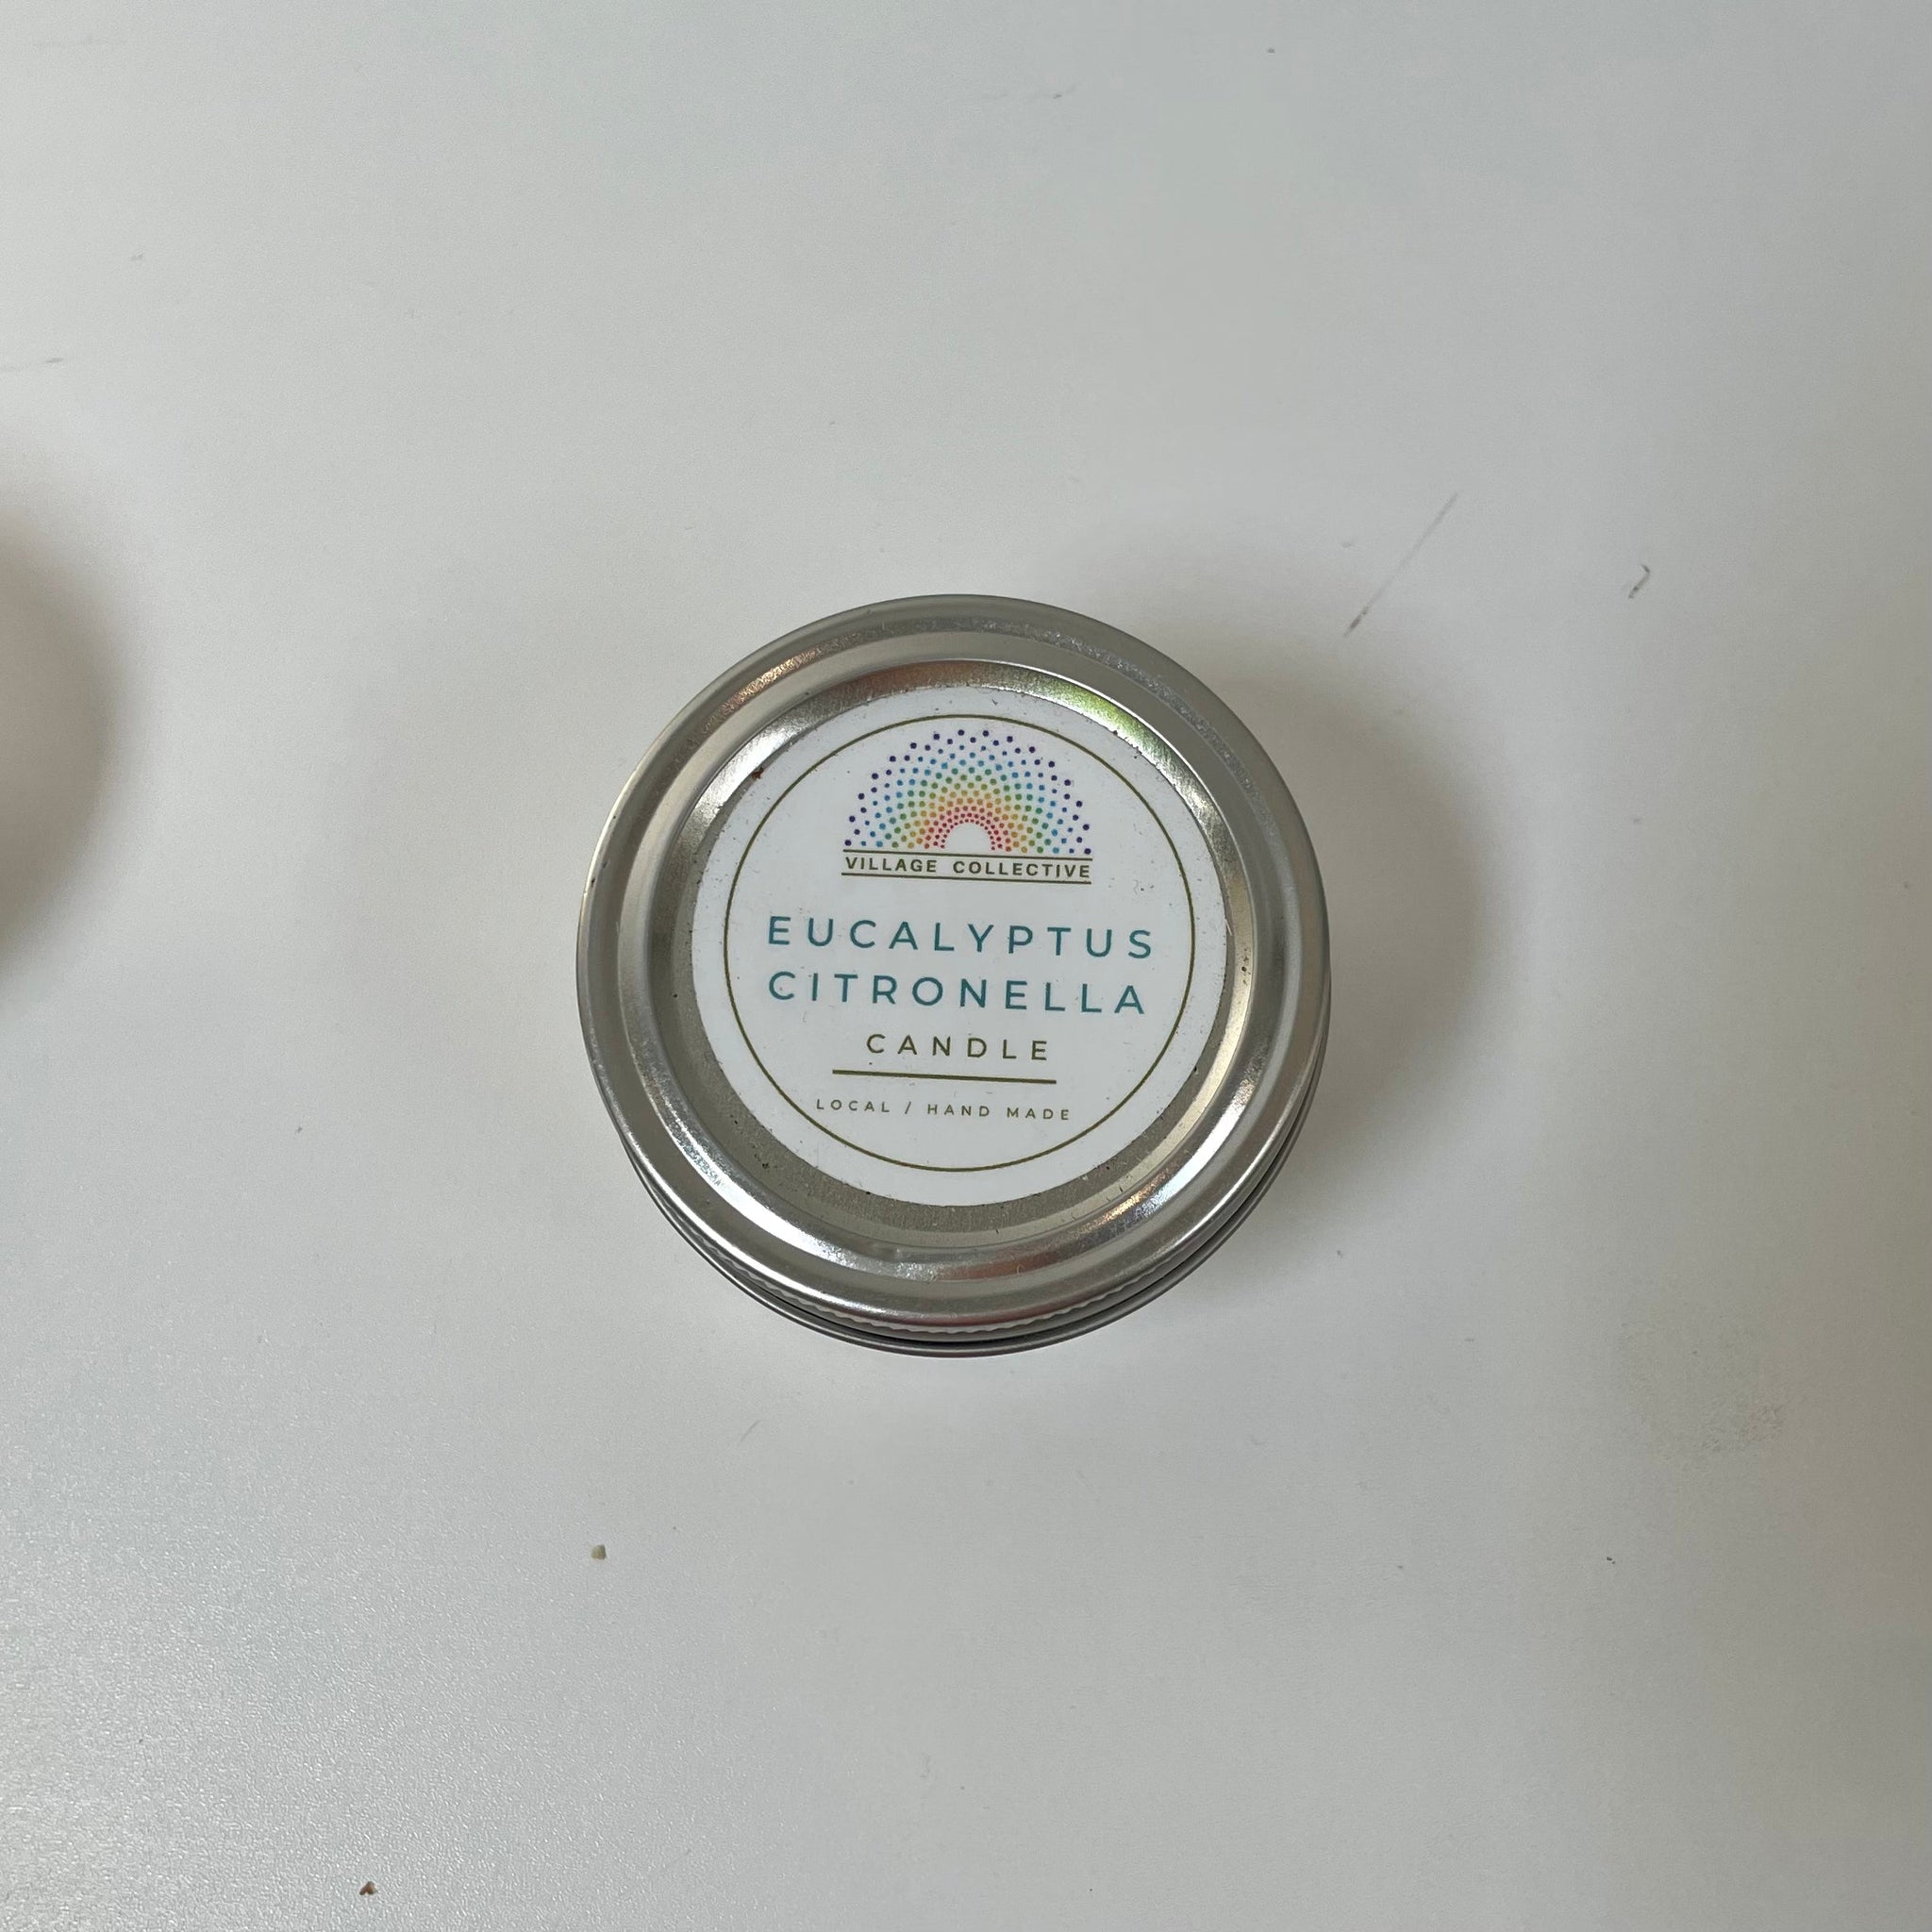 VILLAGE COLLECTIVE
EUCALYPTUS
CITRONELLA
CANDLE
LOCAL / HAND MADE